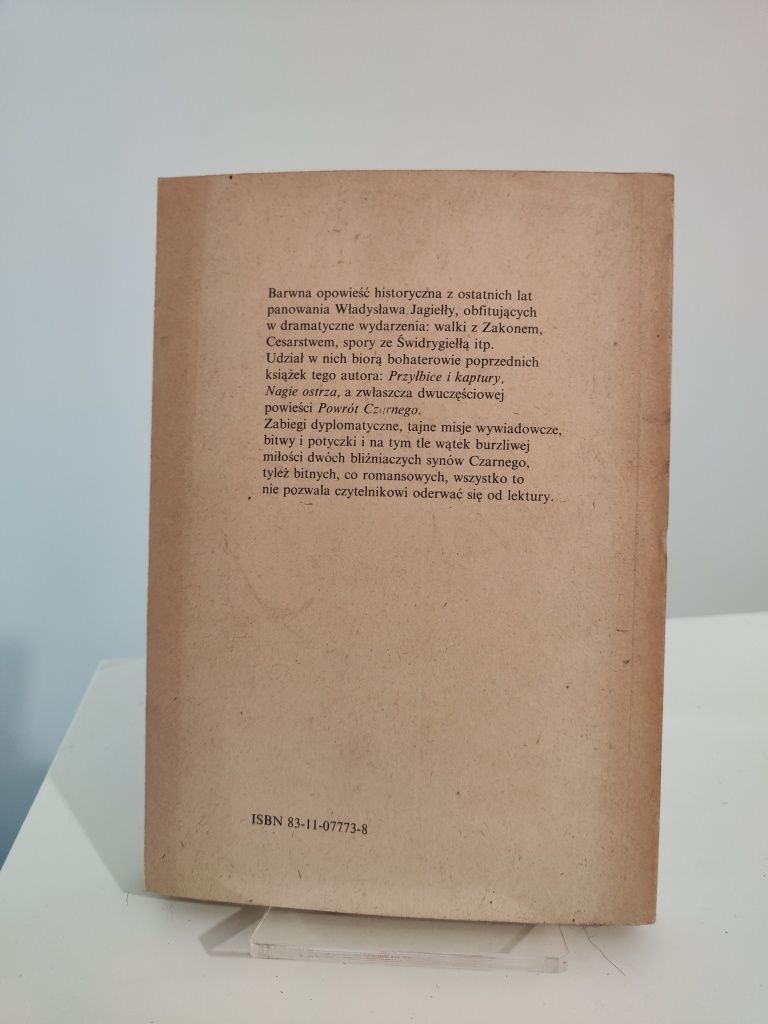 Barwna opowieść historyczna z ostatnich lat
panowania Władysława Jagiełły, obfitujących
w dramatyczne wydarzenia: walki z Zakonem,
Cesarstwem, spory ze Świdrygiełłą itp.
Udział w nich biorą bohaterowie poprzednich
książek tego autora: Przyłbice i kaptury,
Nagie ostrza, a zwłaszcza dwuczęściowej
powieści Powrót Czarnego.
Zabiegi dyplomatyczne, tajne misje wywiadowcze,
bitwy i potyczki i na tym tle wątek burzliwej
miłości dwóch bliźniaczych synów Czarnego,
tyleż bitnych, co romansowych, wszystko to
nie pozwala czytelnikowi oderwać się od lektury.
ISBN 83-11-07773-8